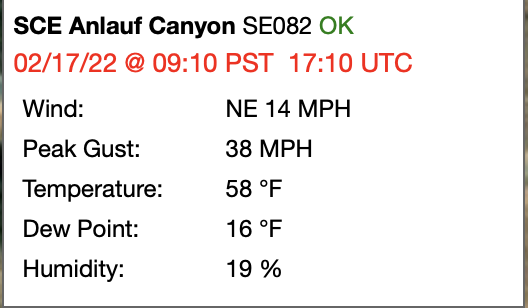 SCE Anlauf Canyon SE082 OK
02/17/22 @ 09:10 PST 17:10 UTC
Wind: NE 14 MPH
Peak Gust: 38 MPH
Temperature: 58 °F
Dew Point: 16 °F
Humidity: 19 %